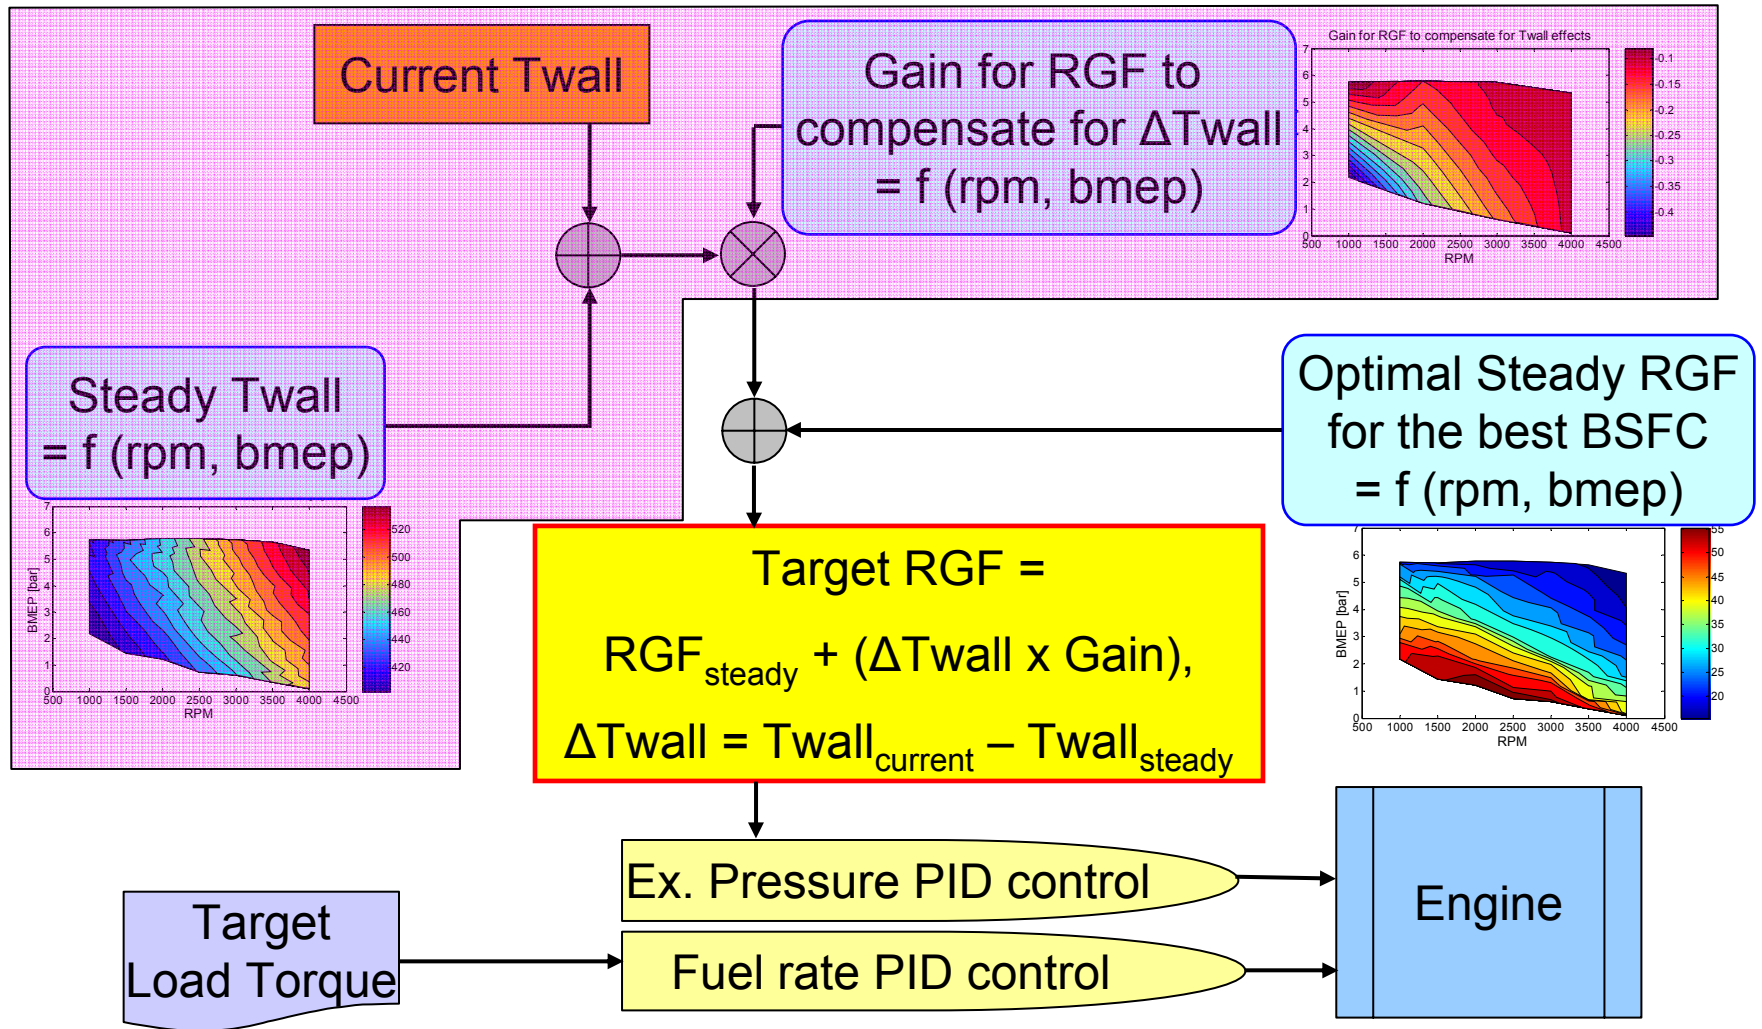 Current Twall
Gain for RGF to
compensate for ΔTwall
= f (rpm, bmep)
Gain for RGF to compensate for Twall effects
7
6
5
4
3
2
1
0
500 1000 1500 2000 2500 3000 3500 4000 4500
RPM
-0.1
-0.2
-0.25
-0.3
-0.35
-0.4
Steady Twall
= f (rpm, bmep)
7
6
5
4
3
2
1
0
BMEP [bar]
500 1000 1500 2000 2500 3000 3500 4000 4500
RPM
520
500
480
460
440
420
Optimal Steady RGF
for the best BSFC
= f (rpm, bmep)
7
6
5
4
3
2
1
0
BMEP [bar]
500 1000 1500 2000 2500 3000 3500 4000 4500
RPM
55
50
45
40
35
30
25
20
Target RGF =
RGFsteady + (ΔTwall x Gain),
ΔTwall = Twallcurrent – Twallsteady
Ex. Pressure PID control
Engine
Target
Load Torque
Fuel rate PID control